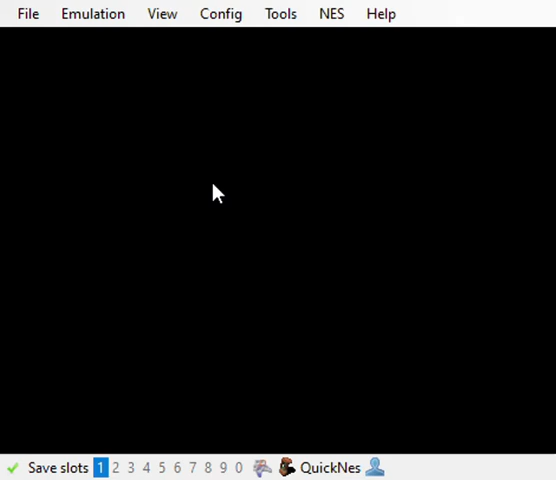 File Emulation View Config Tools NES Help
Save slots 1 2 3 4 5 6 7 8 9 0 QuickNes